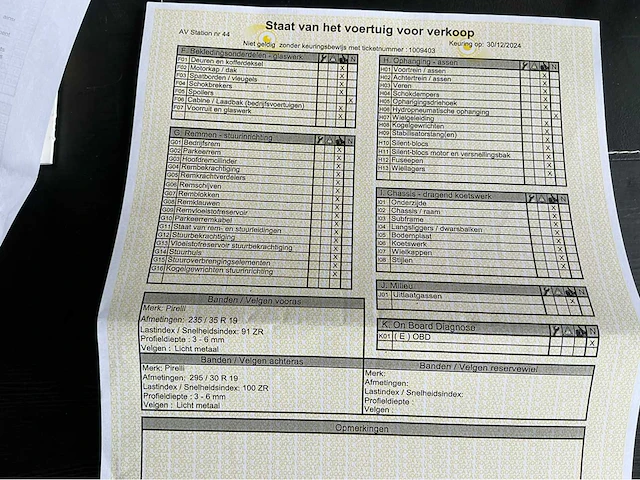 Staat van het voertuig voor verkoop
AV Station nr 44
Niet geldig zonder keuringsbewijs met ticketnummer : 1009403
Keuring op: 30/12/2024
F. Bekledingsonderdelen - glaswerk N
F01 Deuren en kofferdeksel X
F02 Motorkap / dak X
F03 Spatborden / vleugels X
F04 Schokbrekers X
F05 Spoilers X
F06 Cabine / Laadbak (bedrijfsvoertuigen) X
F07 Voorruit en glaswerk X
G. Remmen - stuurinrichting N
G01 Bedrijfsrem X
G02 Parkeerrem X
G03 Hoofdremcilinder X
G04 Rembekrachtiging X
G05 Remkrachtverdelers X
G06 Remschijven X
G07 Remblokken X
G08 Remklauwen X
G09 Remvloeistofreservoir X
G10 Parkeerremkabel X
G11 Staat van rem- en stuurleidingen X
G12 Stuurbekrachtiging X
G13 Vloeistofreservoir stuurbekrachtiging X
G14 Stuurhuis X
G15 Stuuroverbrengingselementen X
G16 Kogelgewrichten stuurinrichting X
H. Ophanging - assen N
H01 Voortrein / assen X
H02 Achtertrein / assen X
H03 Veren X
H04 Schokdempers X
H05 Ophangingsdriehoek X
H06 Hydropneumatische ophanging X
H07 Wielgeleiding X
H08 Kogelgewrichten X
H09 Stabilisatorstang(en) X
H10 Silent-blocs X
H11 Silent-blocs motor en versnellingsbak X
H12 Fuseepen X
H13 Wiellagers X
I. Chassis - dragend koetswerk N
I01 Onderzijde X
I02 Chassis / raam X
I03 Subframe X
I04 Langsliggers / dwarsbalken X
I05 Bodemplaat X
I06 Koetswerk X
I07 Wielkappen X
I08 Stijlen X
J. Milieu N
J01 Uitlaatgassen X
K. On Board Diagnose N
K01 ( E ) OBD X
Banden / Velgen vooras
Merk: Pirelli
Afmetingen: 235 / 35 R 19
Lastindex / Snelheidsindex: 91 ZR
Profieldiepte : 3 - 6 mm
Velgen : Licht metaal
Banden / Velgen achteras
Merk: Pirelli
Afmetingen: 295 / 30 R 19
Lastindex / Snelheidsindex: 100 ZR
Profieldiepte : 3 - 6 mm
Velgen : Licht metaal
Banden / Velgen reservewiel
Merk:
Afmetingen:
Lastindex / Snelheidsindex:
Profieldiepte :
Velgen :
Opmerkingen